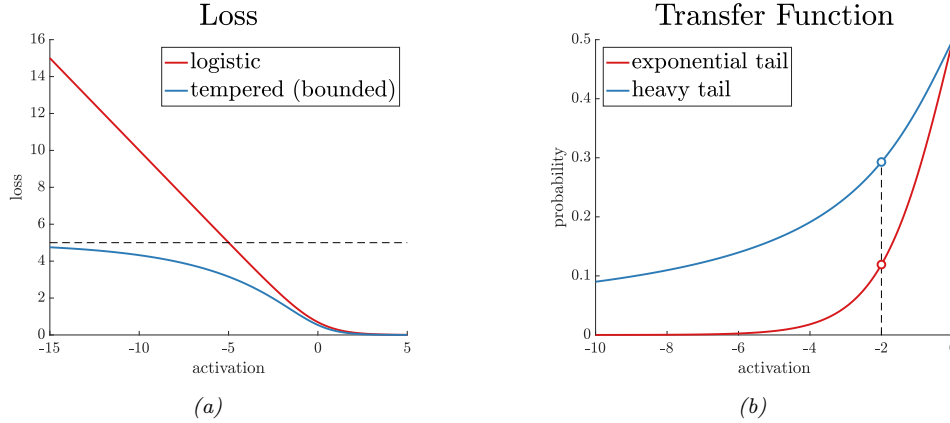 Loss
16
14
12
10
8
6
4
2
0
loss
logistic
tempered (bounded)
-15
-10
-5
0
5
activation
(a)
Transfer Function
0.5
0.4
0.3
0.2
0.1
0
probability
exponential tail
heavy tail
-10
-8
-6
-4
-2
activation
(b)